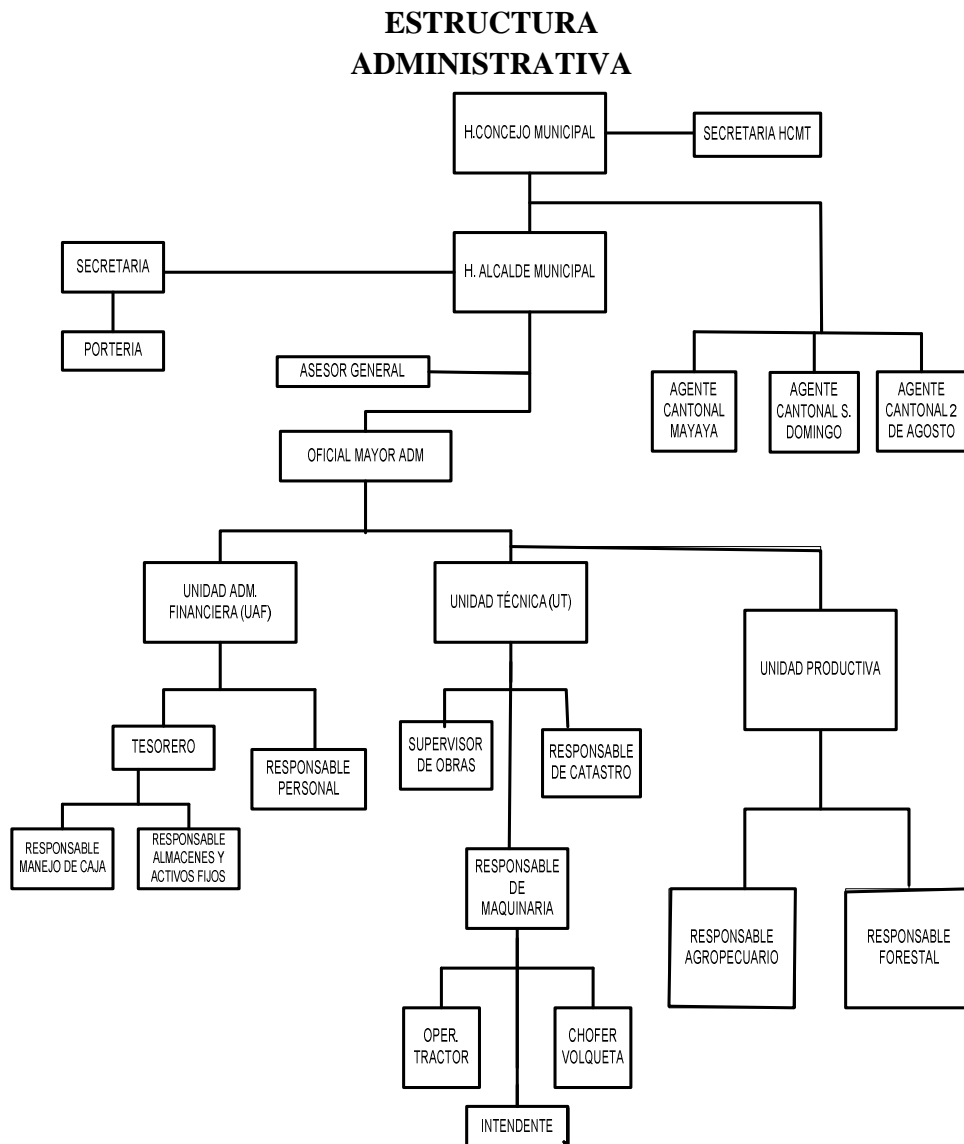 ESTRUCTURA
ADMINISTRATIVA
H.CONCEJO MUNICIPAL
SECRETARIA HCMT
SECRETARIA
H. ALCALDE MUNICIPAL
PORTERIA
ASESOR GENERAL
AGENTE
CANTONAL
MAYAYA
AGENTE
CANTONAL S.
DOMINGO
AGENTE
CANTONAL 2
DE AGOSTO
OFICIAL MAYOR ADM
UNIDAD ADM.
FINANCIERA (UAF)
UNIDAD TÉCNICA (UT)
UNIDAD PRODUCTIVA
TESORERO
RESPONSABLE
PERSONAL
SUPERVISOR
DE OBRAS
RESPONSABLE
DE CATASTRO
RESPONSABLE
MANEJO DE CAJA
RESPONSABLE
ALMACENES Y
ACTIVOS FIJOS
RESPONSABLE
DE
MAQUINARIA
RESPONSABLE
AGROPECUARIO
RESPONSABLE
FORESTAL
OPER.
TRACTOR
CHOFER
VOLQUETA
INTENDENTE